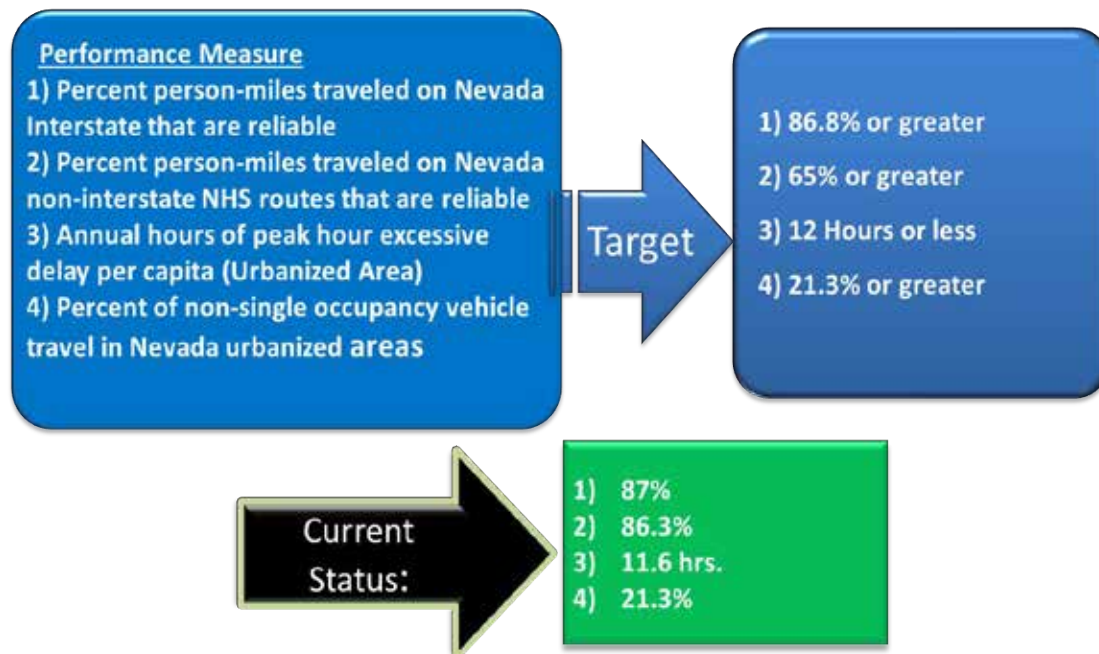 Performance Measure
1) Percent person-miles traveled on Nevada
Interstate that are reliable
2) Percent person-miles traveled on Nevada
non-interstate NHS routes that are reliable
3) Annual hours of peak hour excessive
delay per capita (Urbanized Area)
4) Percent of non-single occupancy vehicle
travel in Nevada urbanized areas
Target
1) 86.8% or greater
2) 65% or greater
3) 12 Hours or less
4) 21.3% or greater
Current
Status:
1) 87%
2) 86.3%
3) 11.6 hrs.
4) 21.3%